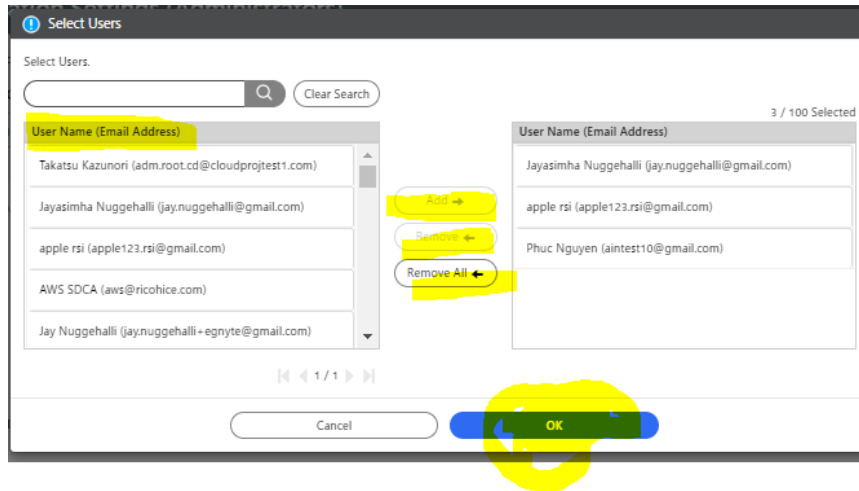 Select Users
Select Users.
Clear Search
3 / 100 Selected
User Name (Email Address)
Takatsu Kazunori (adm.root.cd@cloudprojtest1.com)
Jayasimha Nuggehalli (jay.nuggehalli@gmail.com)
apple rsi (apple123.rsi@gmail.com)
AWS SDCA (aws@ricohice.com)
Jay Nuggehalli (jay.nuggehalli+egnyte@gmail.com)
1 / 1
Add
Remove
Remove All
User Name (Email Address)
Jayasimha Nuggehalli (jay.nuggehalli@gmail.com)
apple rsi (apple123.rsi@gmail.com)
Phuc Nguyen (aintest10@gmail.com)
Cancel
OK